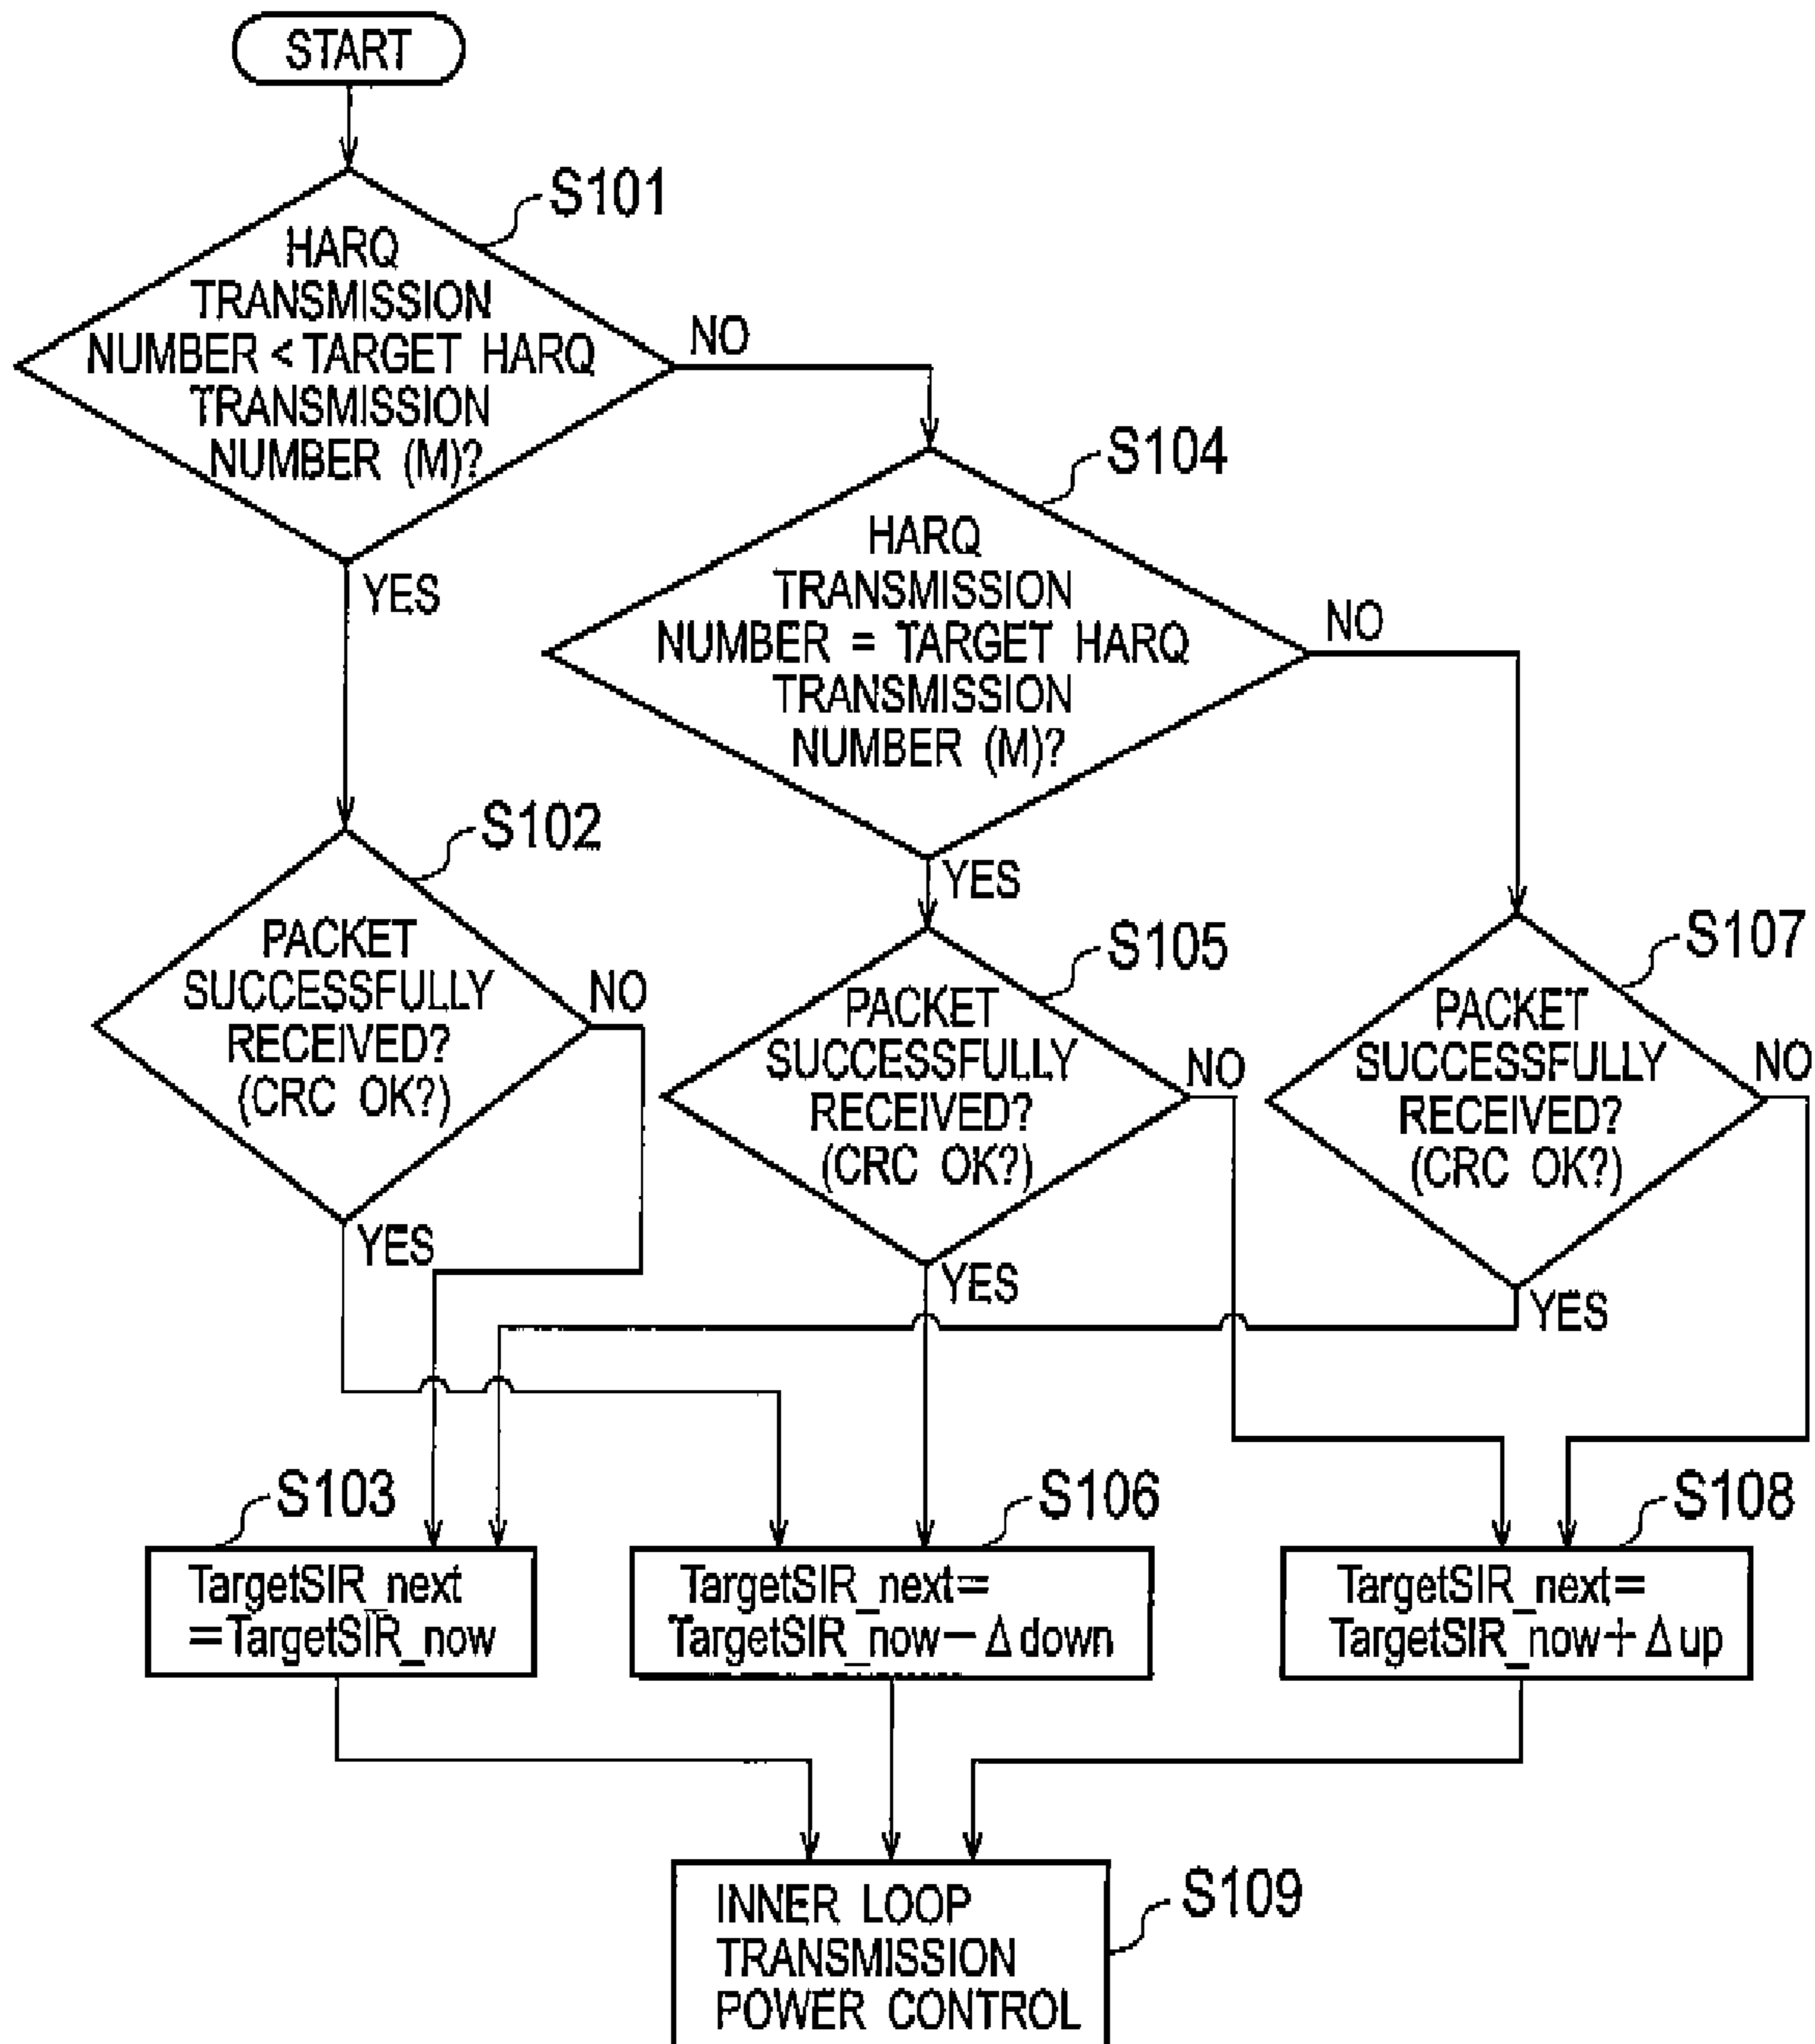 START
S101
HARQ
TRANSMISSION
NUMBER < TARGET HARQ
TRANSMISSION
NUMBER (M)?
NO
YES
S104
HARQ
TRANSMISSION
NUMBER = TARGET HARQ
TRANSMISSION
NUMBER (M)?
NO
YES
S102
PACKET
SUCCESSFULLY
RECEIVED?
(CRC OK?)
NO
YES
S105
PACKET
SUCCESSFULLY
RECEIVED?
(CRC OK?)
NO
YES
S107
PACKET
SUCCESSFULLY
RECEIVED?
(CRC OK?)
NO
YES
S103
TargetSIR_next
=TargetSIR_now
S106
TargetSIR_next=
TargetSIR_now－Δdown
S108
TargetSIR_next=
TargetSIR_now＋Δup
S109
INNER LOOP
TRANSMISSION
POWER CONTROL